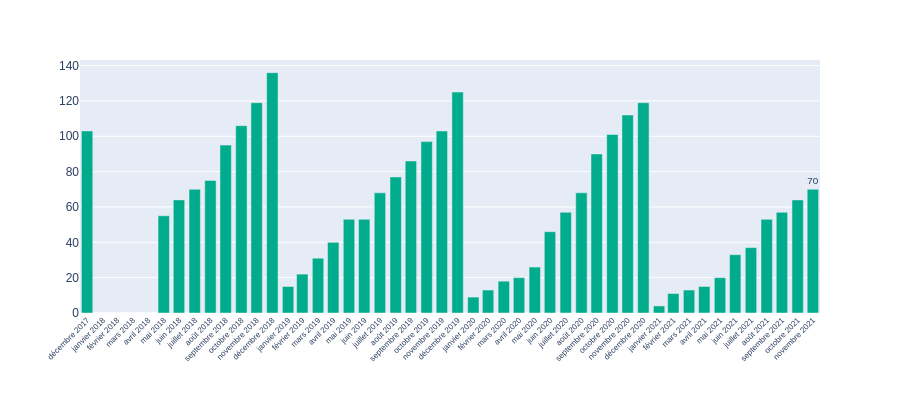 140
120
100
80
60
40
20
0
70
décembre 2017
janvier 2018
février 2018
mars 2018
avril 2018
mai 2018
juin 2018
juillet 2018
août 2018
septembre 2018
octobre 2018
novembre 2018
décembre 2018
janvier 2019
février 2019
mars 2019
avril 2019
mai 2019
juin 2019
juillet 2019
août 2019
septembre 2019
octobre 2019
novembre 2019
décembre 2019
janvier 2020
février 2020
mars 2020
avril 2020
mai 2020
juin 2020
juillet 2020
août 2020
septembre 2020
octobre 2020
novembre 2020
décembre 2020
janvier 2021
février 2021
mars 2021
avril 2021
mai 2021
juin 2021
juillet 2021
août 2021
septembre 2021
octobre 2021
novembre 2021